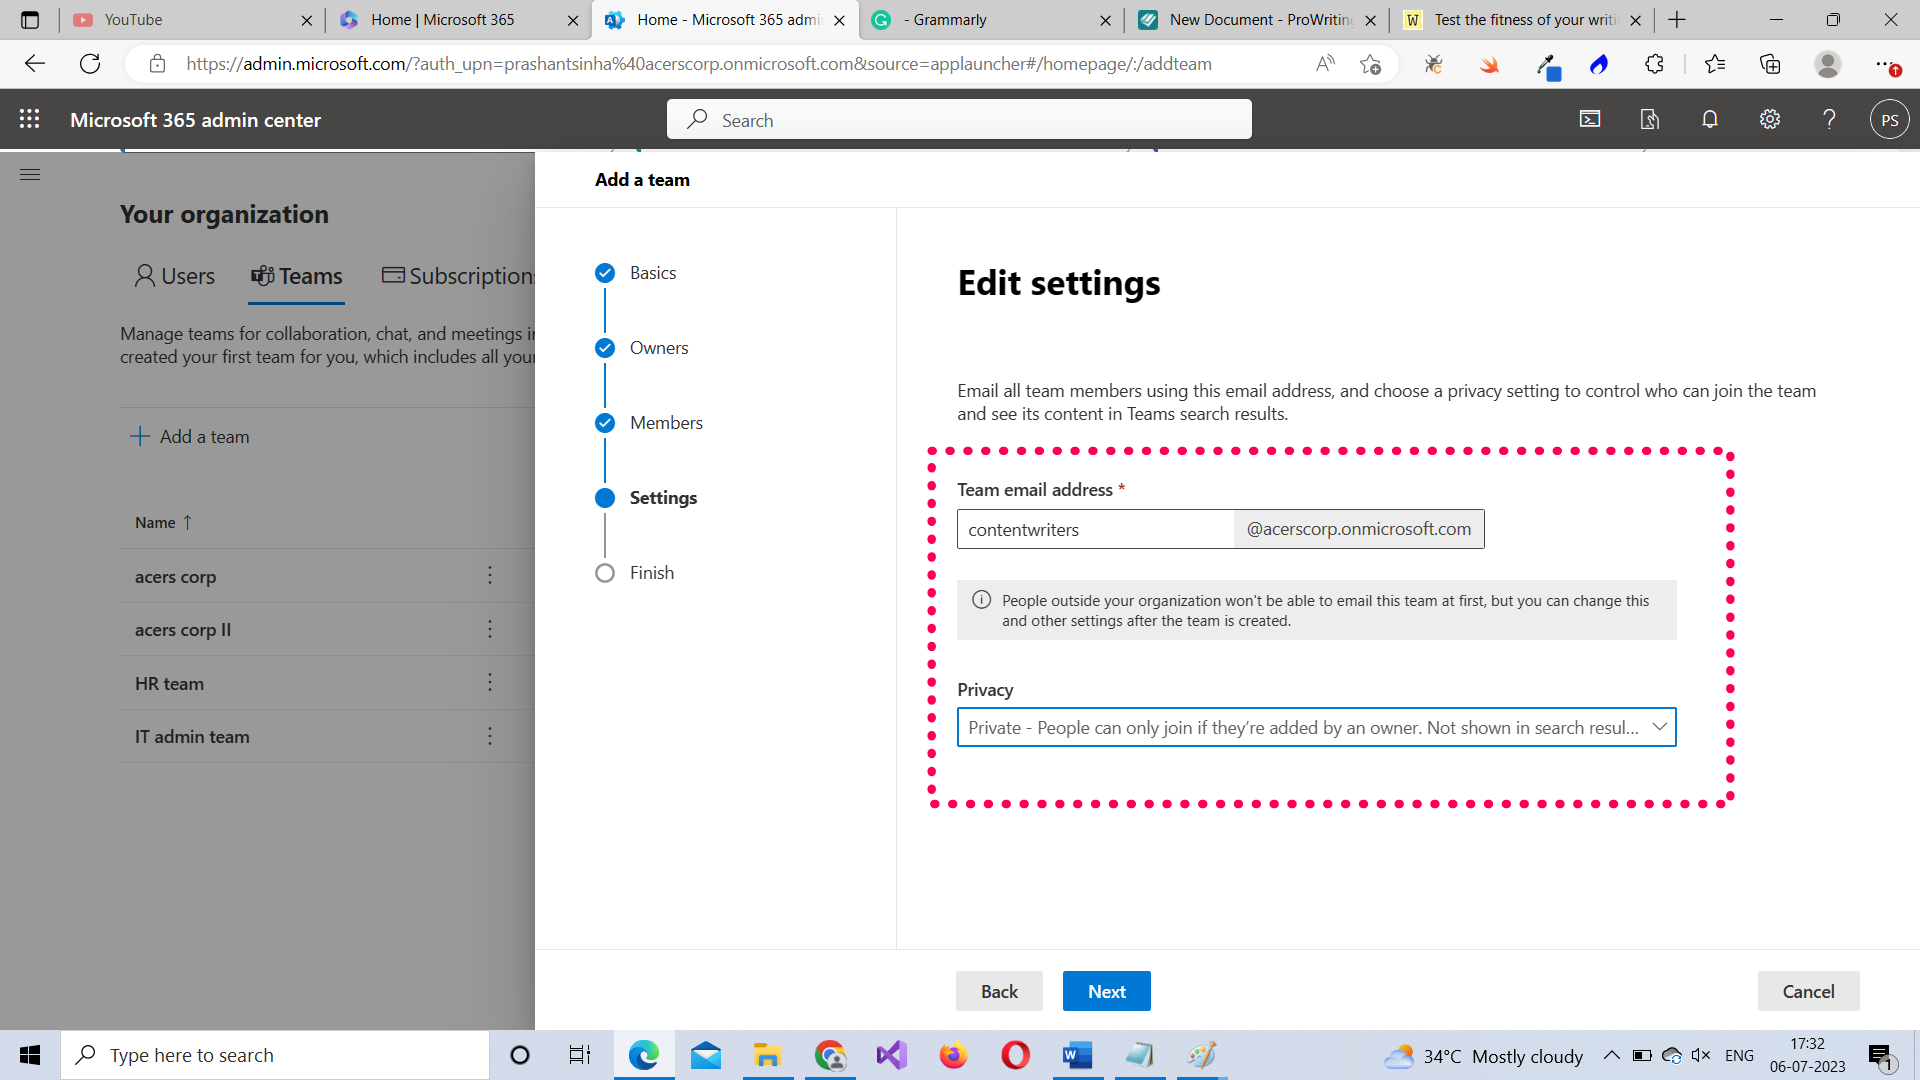 YouTube
Home | Microsoft 365
Home - Microsoft 365 admi
- Grammarly
New Document - ProWriting
Test the fitness of your writi
https://admin.microsoft.com/?auth_upn=prashantsinha%40acerscorp.onmicrosoft.com&source=applauncher#/homepage/:/addteam
Microsoft 365 admin center
Search
PS
Add a team
Your organization
Users
Teams
Subscriptions
Manage teams for collaboration, chat, and meetings in
created your first team for you, which includes all your
Add a team
Name ↑
acers corp
acers corp II
HR team
IT admin team
Basics
Owners
Members
Settings
Finish
Edit settings
Email all team members using this email address, and choose a privacy setting to control who can join the team
and see its content in Teams search results.
Team email address *
contentwriters @acerscorp.onmicrosoft.com
People outside your organization won't be able to email this team at first, but you can change this
and other settings after the team is created.
Privacy
Private - People can only join if they're added by an owner. Not shown in search resul...
Back
Next
Cancel
Type here to search
34°C Mostly cloudy
ENG
17:32
06-07-2023
1